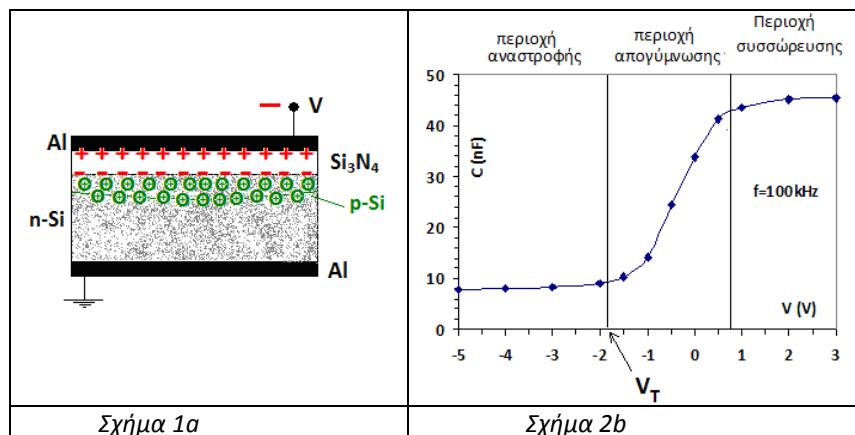 V
Al
Si₃N₄
p-Si
n-Si
Al
Σχήμα 1a
περιοχή
αναστροφής
περιοχή
απογύμνωσης
Περιοχή
συσσώρευσης
50
40
30
20
10
0
C (nF)
f=100kHz
V (V)
-5 -4 -3 -2 -1 0 1 2 3
V_T
Σχήμα 2b